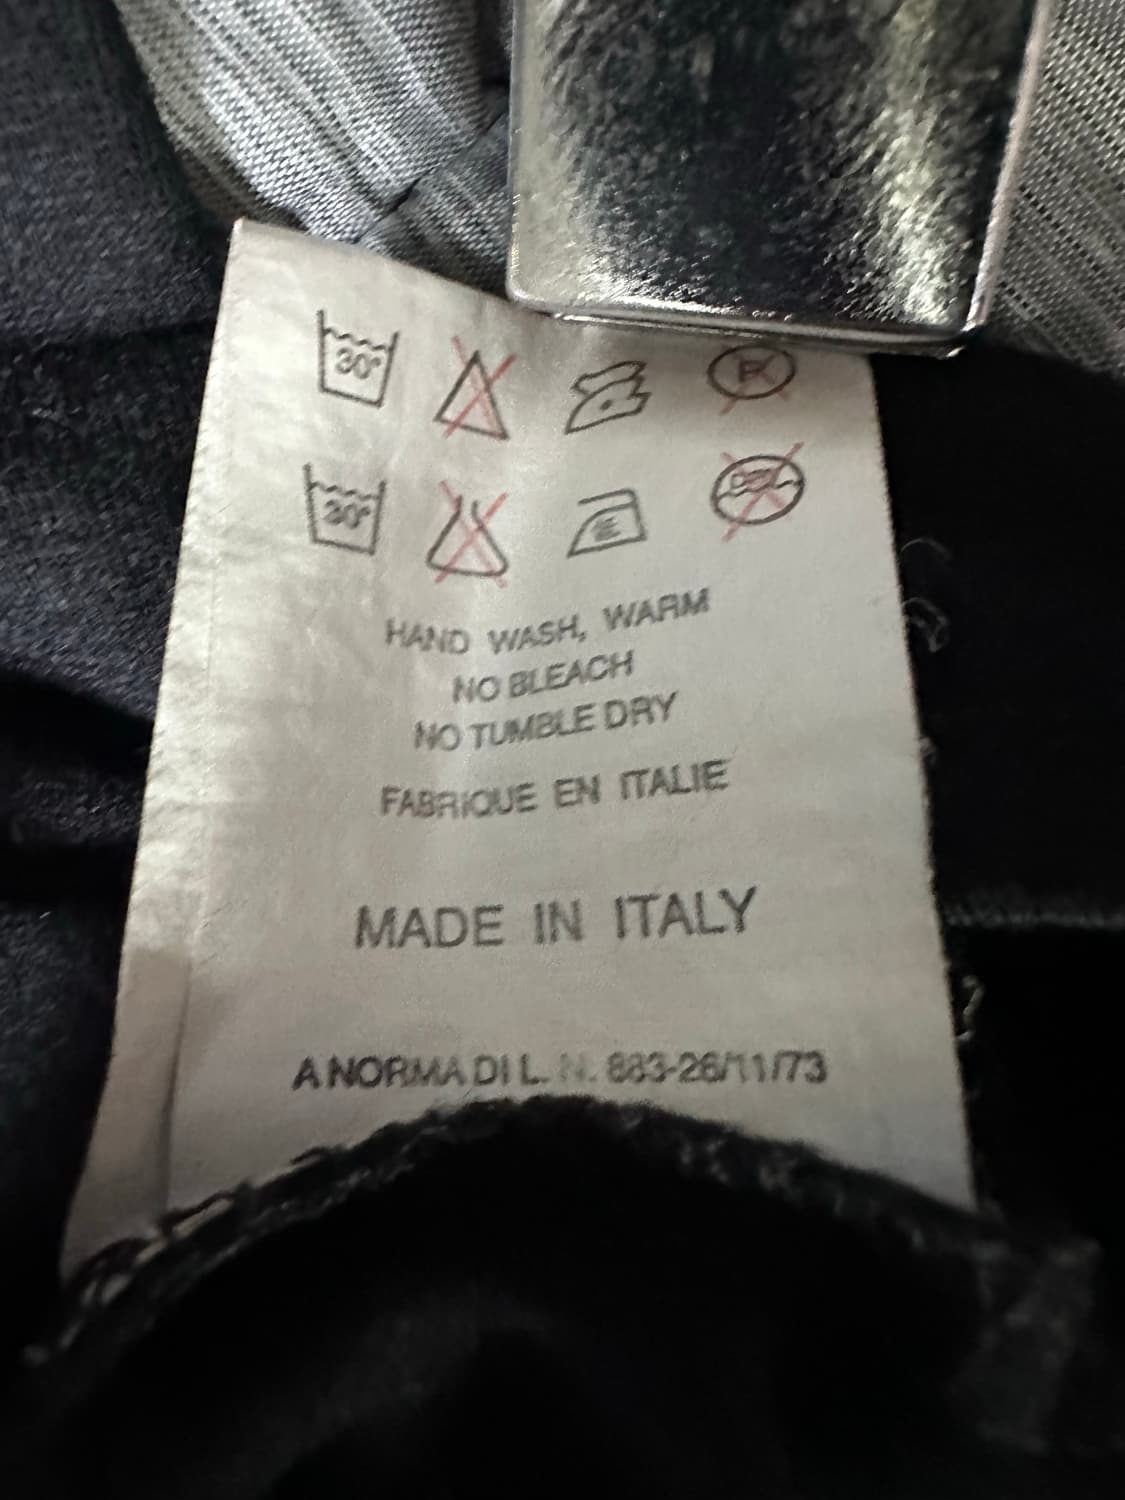 30° P
30° DRY
HAND WASH, WARM
NO BLEACH
NO TUMBLE DRY
FABRIQUE EN ITALIE
MADE IN ITALY
A NORMA DI L. N. 883-26/11/73